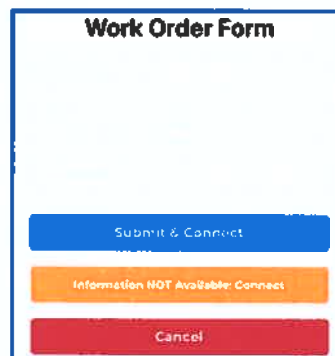 Work Order Form
Submit & Connect
Information NOT Available: Connect
Cancel